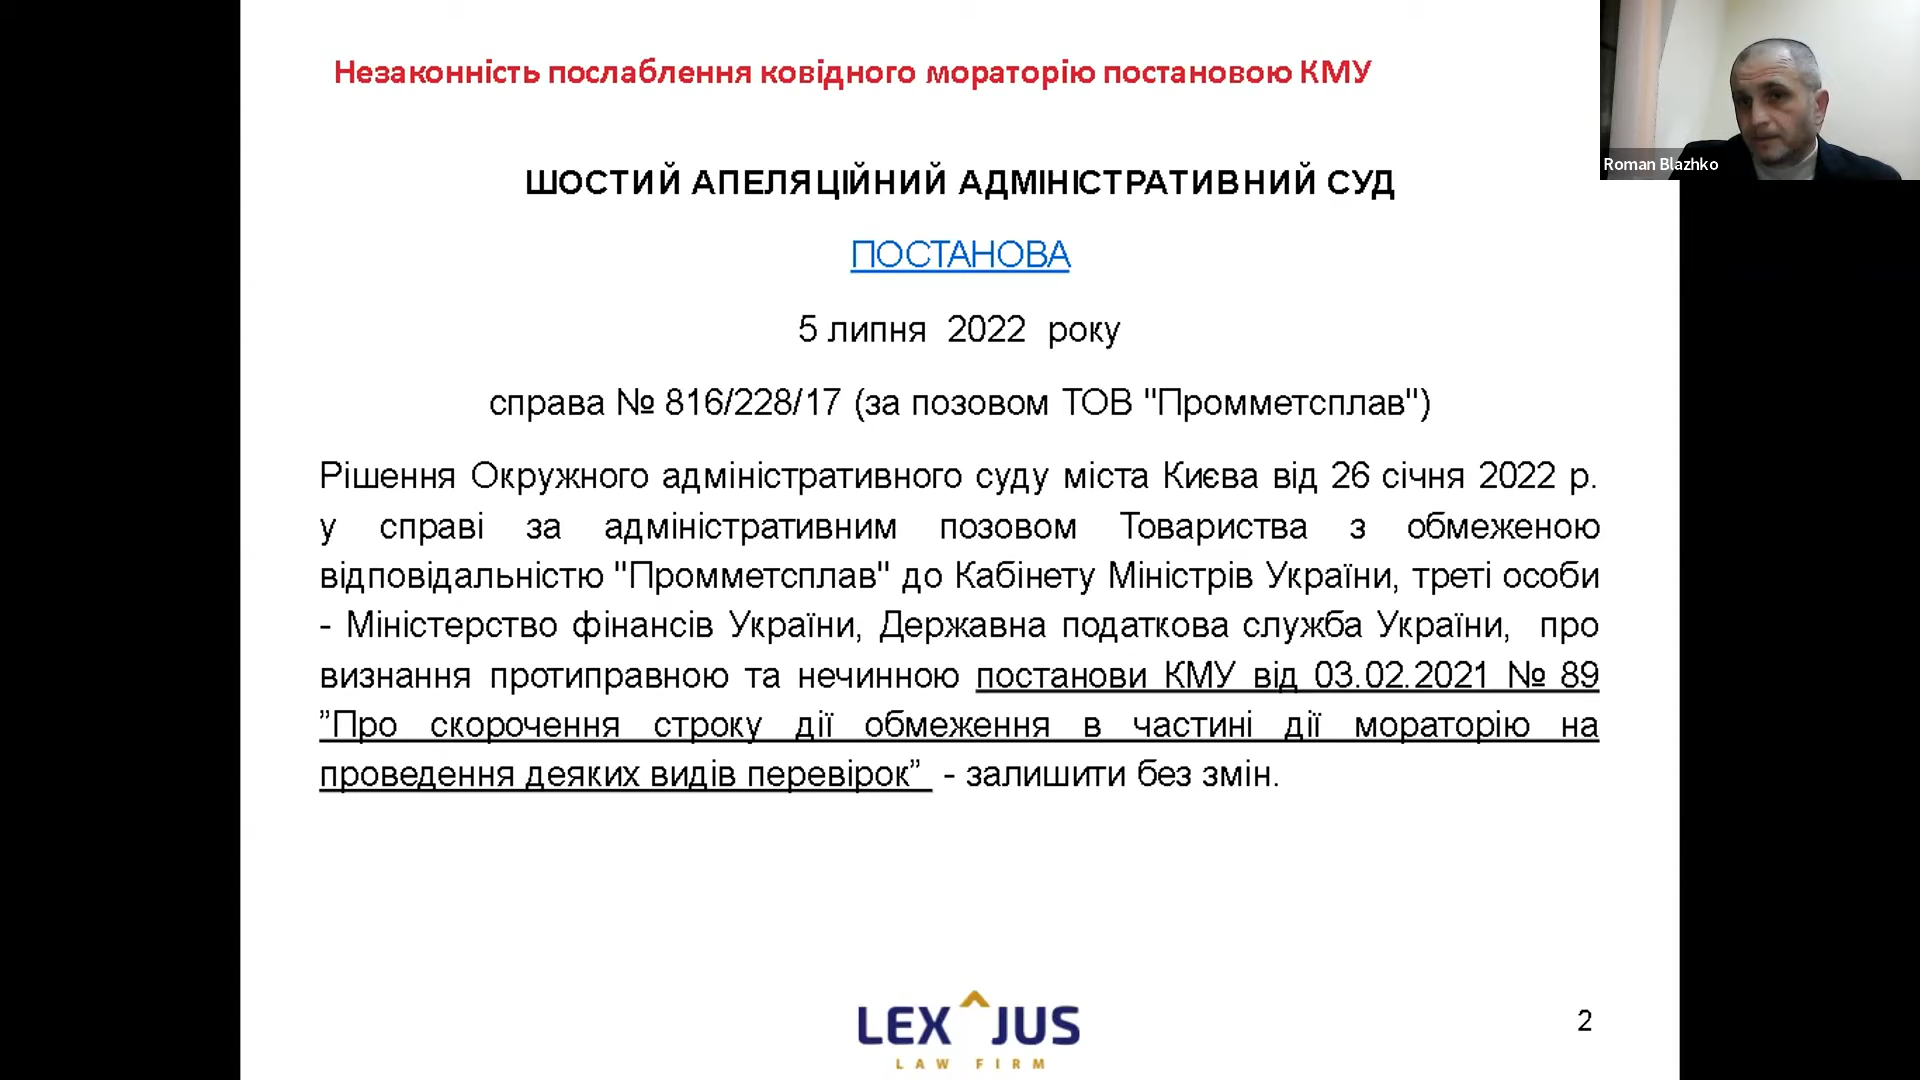 Незаконність послаблення ковідного мораторію постановою КМУ
Roman Blazhko
ШОСТИЙ АПЕЛЯЦІЙНИЙ АДМІНІСТРАТИВНИЙ СУД
ПОСТАНОВА
5 липня 2022 року
справа № 816/228/17 (за позовом ТОВ "Промметсплав")
Рішення Окружного адміністративного суду міста Києва від 26 січня 2022 р.
у справі за адміністративним позовом Товариства з обмеженою
відповідальністю "Промметсплав" до Кабінету Міністрів України, треті особи
- Міністерство фінансів України, Державна податкова служба України, про
визнання протиправною та нечинною постанови КМУ від 03.02.2021 № 89
”Про скорочення строку дії обмеження в частині дії мораторію на
проведення деяких видів перевірок” - залишити без змін.
LEX JUS
LAW FIRM
2